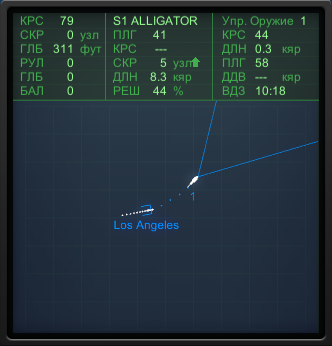 КРС 79
СКР 0 узл
ГЛБ 311 фут
РУЛ 0
ГЛБ 0
БАЛ 0
S1 ALLIGATOR
ПЛГ 41
КРС ---
СКР 5 узл
ДЛН 8.3 кяр
РЕШ 44 %
Упр. Оружие 1
КРС 44
ДЛН 0.3 кяр
ПЛГ 58
ДДВ --- кяр
ВДЗ 10:18
1
Los Angeles